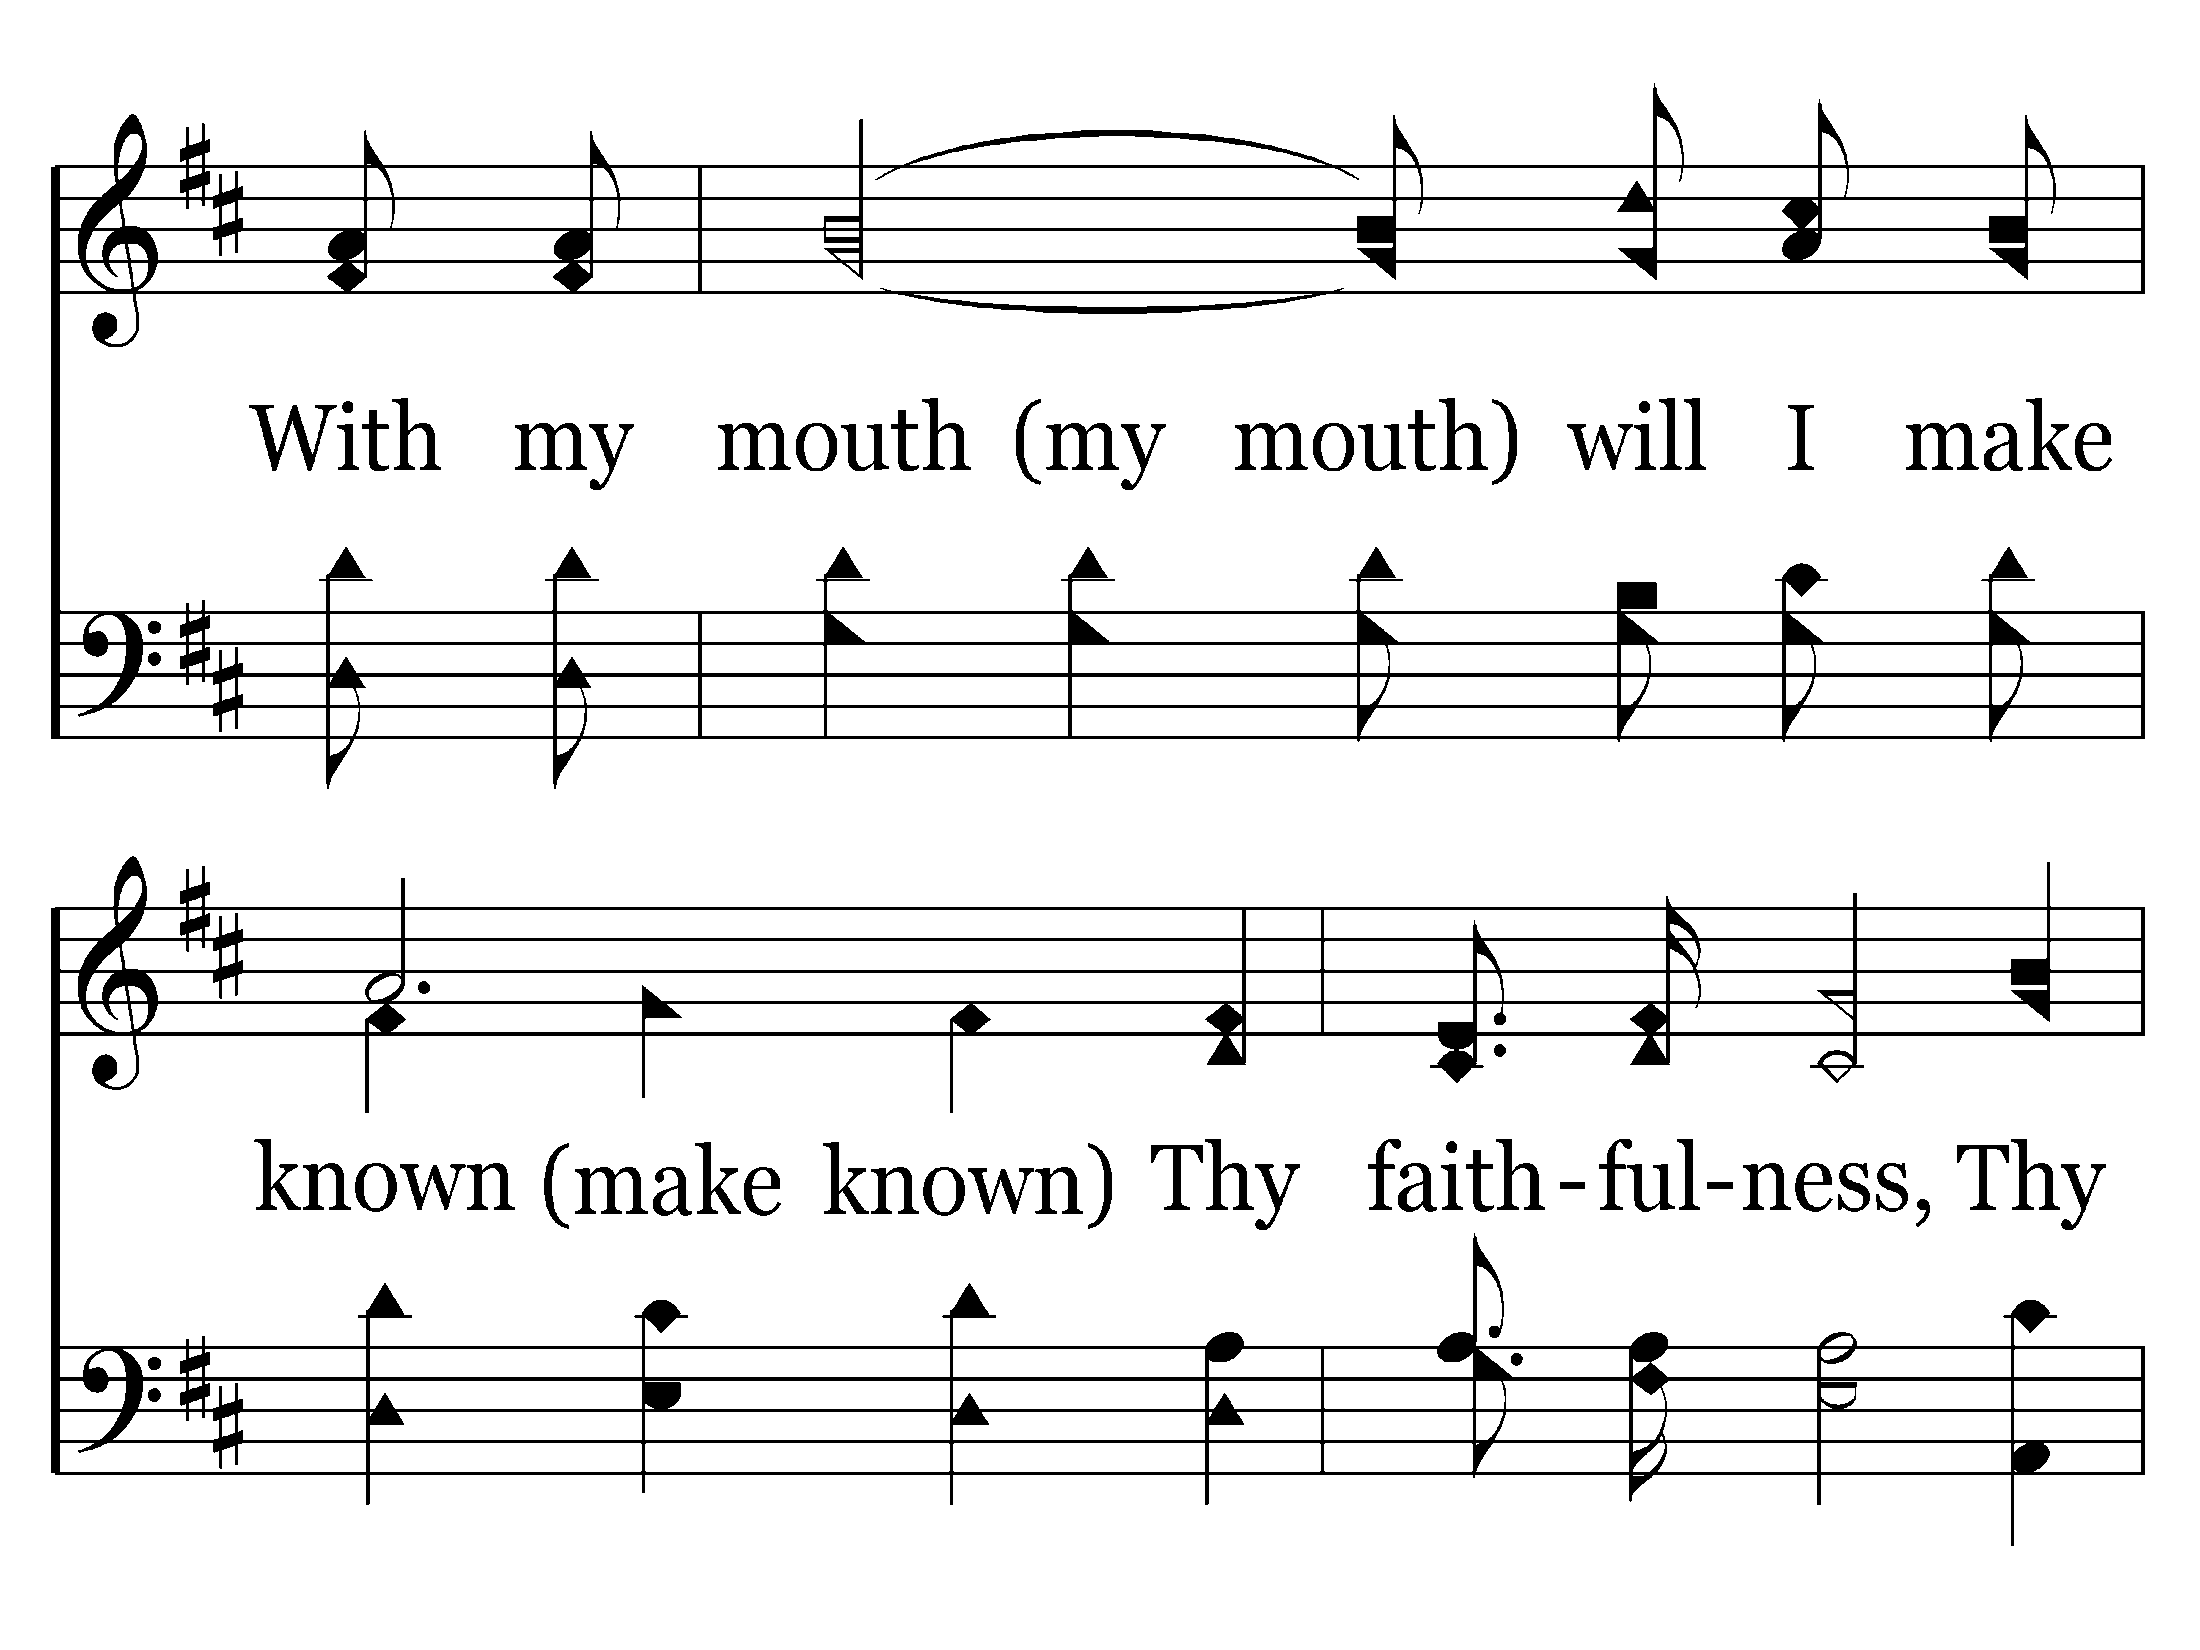 With my mouth (my mouth) will I make
known (make known) Thy faith-ful-ness, Thy